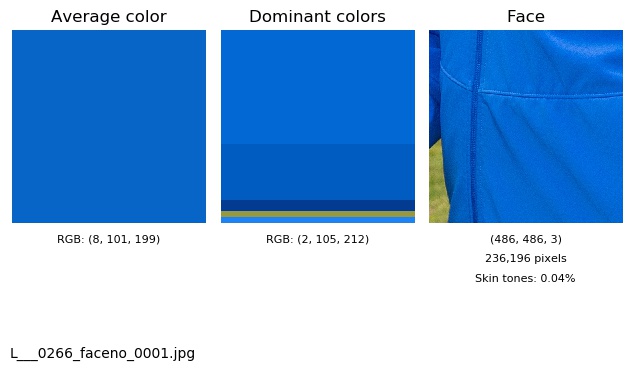 Average color
Dominant colors
Face
RGB: (8, 101, 199)
RGB: (2, 105, 212)
(486, 486, 3)
236,196 pixels
Skin tones: 0.04%
L___0266_faceno_0001.jpg